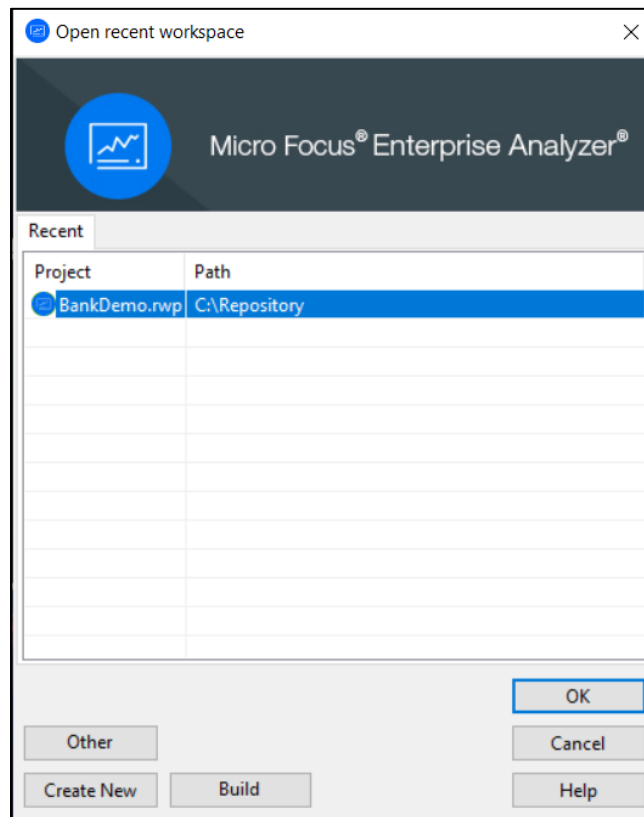 Open recent workspace
Micro Focus® Enterprise Analyzer®
Recent
Project Path
BankDemo.rwp C:\Repository
OK
Other Cancel
Create New Build Help